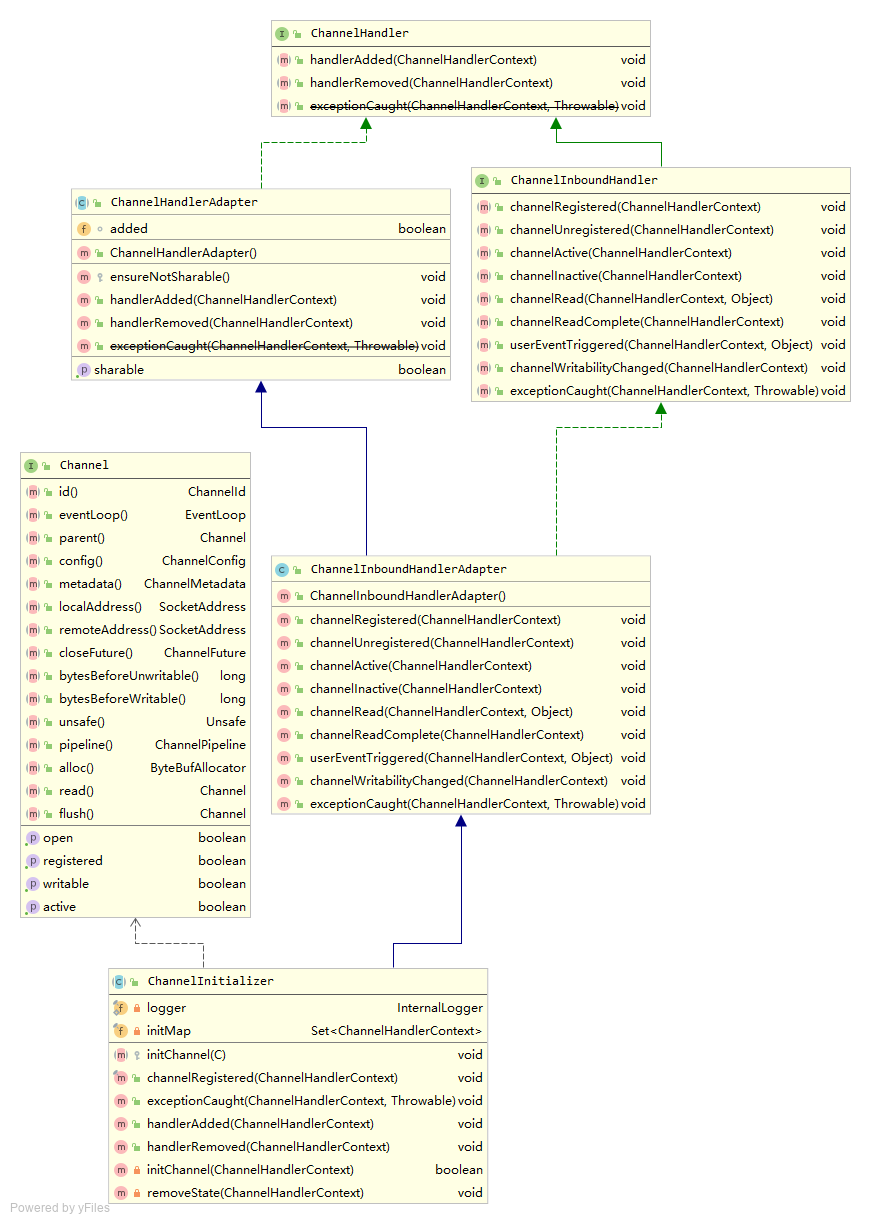 ChannelHandler
handlerAdded(ChannelHandlerContext) void
handlerRemoved(ChannelHandlerContext) void
exceptionCaught(ChannelHandlerContext, Throwable) void
ChannelHandlerAdapter
added boolean
ChannelHandlerAdapter()
ensureNotSharable() void
handlerAdded(ChannelHandlerContext) void
handlerRemoved(ChannelHandlerContext) void
exceptionCaught(ChannelHandlerContext, Throwable) void
sharable boolean
ChannelInboundHandler
channelRegistered(ChannelHandlerContext) void
channelUnregistered(ChannelHandlerContext) void
channelActive(ChannelHandlerContext) void
channelInactive(ChannelHandlerContext) void
channelRead(ChannelHandlerContext, Object) void
channelReadComplete(ChannelHandlerContext) void
userEventTriggered(ChannelHandlerContext, Object) void
channelWritabilityChanged(ChannelHandlerContext) void
exceptionCaught(ChannelHandlerContext, Throwable) void
Channel
id() ChannelId
eventLoop() EventLoop
parent() Channel
config() ChannelConfig
metadata() ChannelMetadata
localAddress() SocketAddress
remoteAddress() SocketAddress
closeFuture() ChannelFuture
bytesBeforeUnwritable() long
bytesBeforeWritable() long
unsafe() Unsafe
pipeline() ChannelPipeline
alloc() ByteBufAllocator
read() Channel
flush() Channel
open boolean
registered boolean
writable boolean
active boolean
ChannelInboundHandlerAdapter
ChannelInboundHandlerAdapter()
channelRegistered(ChannelHandlerContext) void
channelUnregistered(ChannelHandlerContext) void
channelActive(ChannelHandlerContext) void
channelInactive(ChannelHandlerContext) void
channelRead(ChannelHandlerContext, Object) void
channelReadComplete(ChannelHandlerContext) void
userEventTriggered(ChannelHandlerContext, Object) void
channelWritabilityChanged(ChannelHandlerContext) void
exceptionCaught(ChannelHandlerContext, Throwable) void
ChannelInitializer
logger InternalLogger
initMap Set<ChannelHandlerContext>
initChannel(C) void
channelRegistered(ChannelHandlerContext) void
exceptionCaught(ChannelHandlerContext, Throwable) void
handlerAdded(ChannelHandlerContext) void
handlerRemoved(ChannelHandlerContext) void
initChannel(ChannelHandlerContext) boolean
removeState(ChannelHandlerContext) void
Powered by yFiles